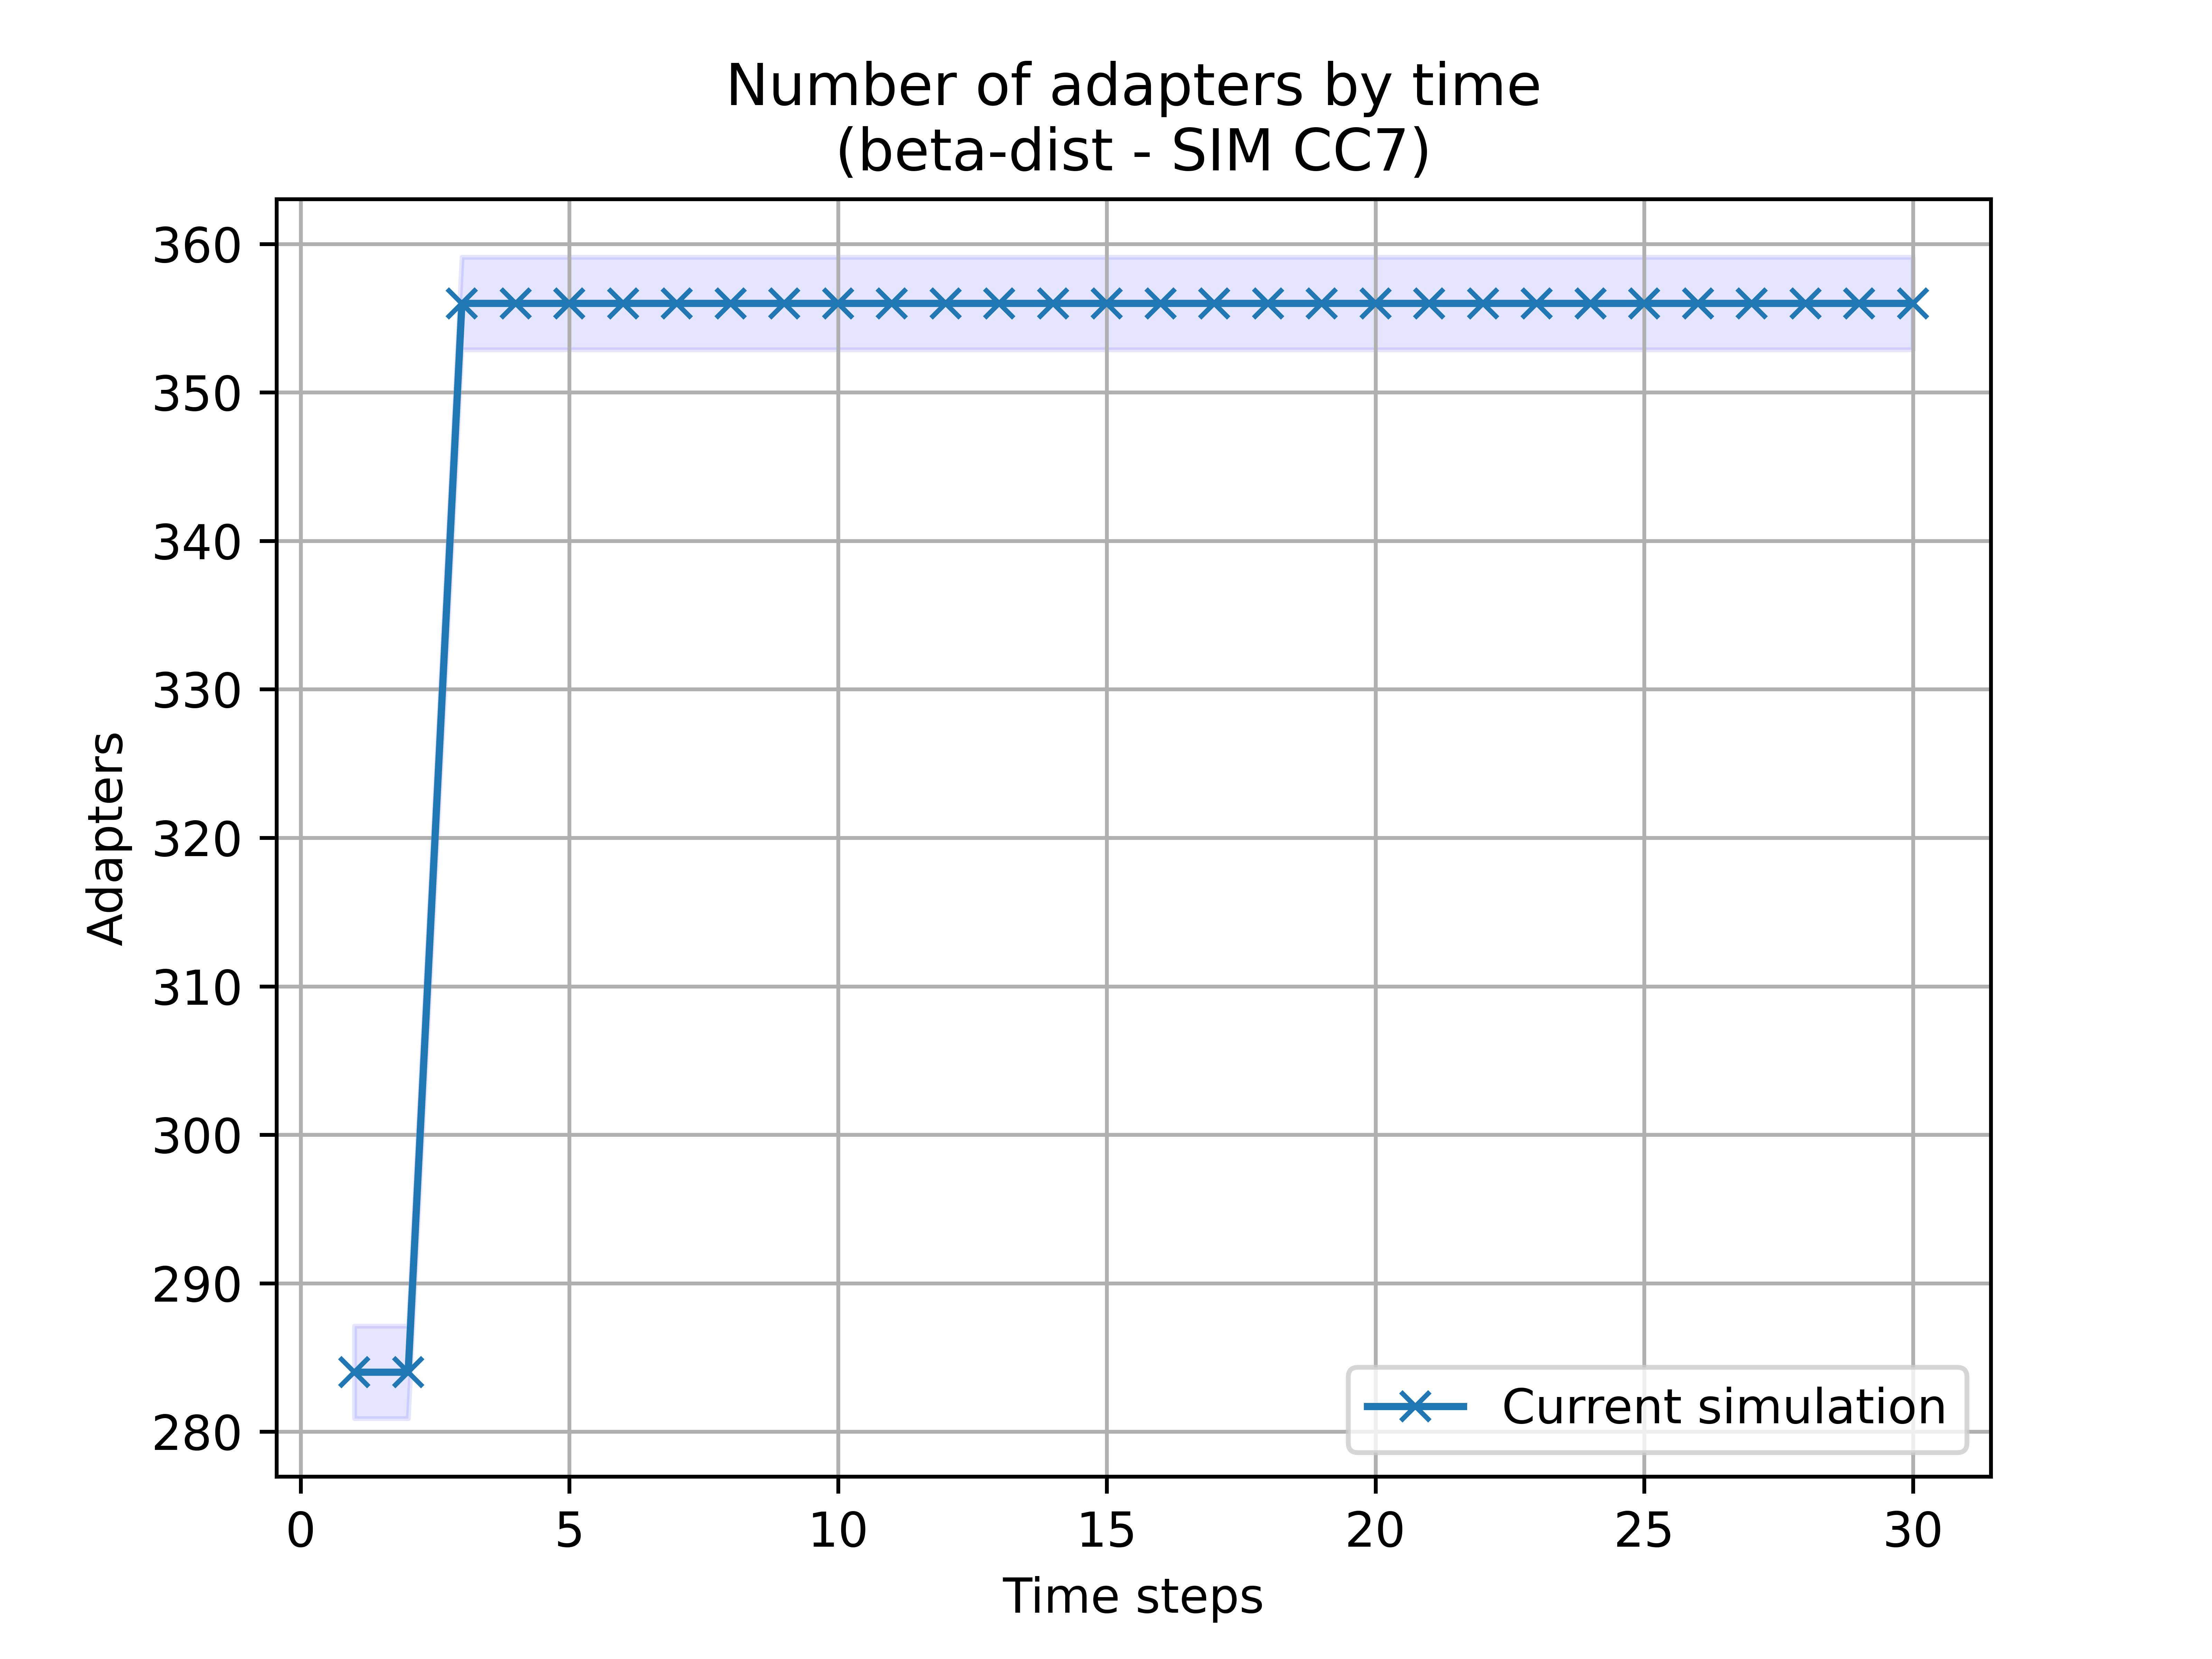 Number of adapters by time
(beta-dist - SIM CC7)
360
350
340
330
320
310
300
290
280
Adapters
Current simulation
0 5 10 15 20 25 30
Time steps